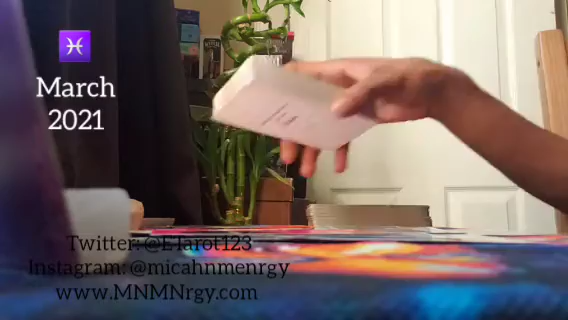 ♓
March
2021
Twitter: @ETarot123
Instagram: @micahnmenrgy
www.MNMNrgy.com